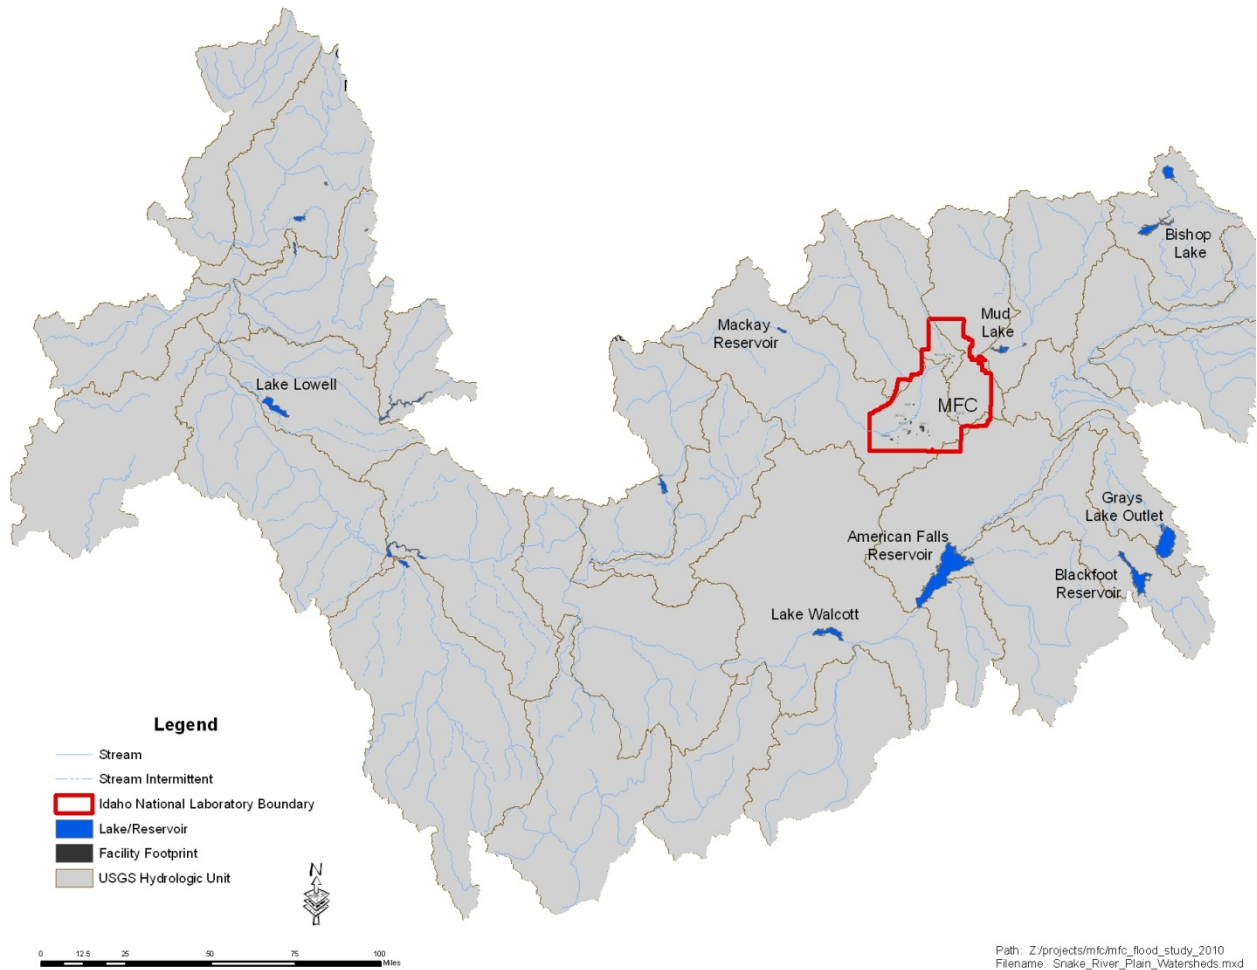 Bishop
Lake
Mud
Lake
Mackay
Reservoir
Lake Lowell
MFC
Grays
Lake Outlet
American Falls
Reservoir
Blackfoot
Reservoir
Lake Walcott
Legend
Stream
Stream Intermittent
Idaho National Laboratory Boundary
Lake/Reservoir
Facility Footprint
USGS Hydrologic Unit
N
0 12.5 25 50 75 100
Miles
Path: Z:/projects/mfc/mfc_flood_study_2010
Filename: Snake_River_Plain_Watersheds.mxd